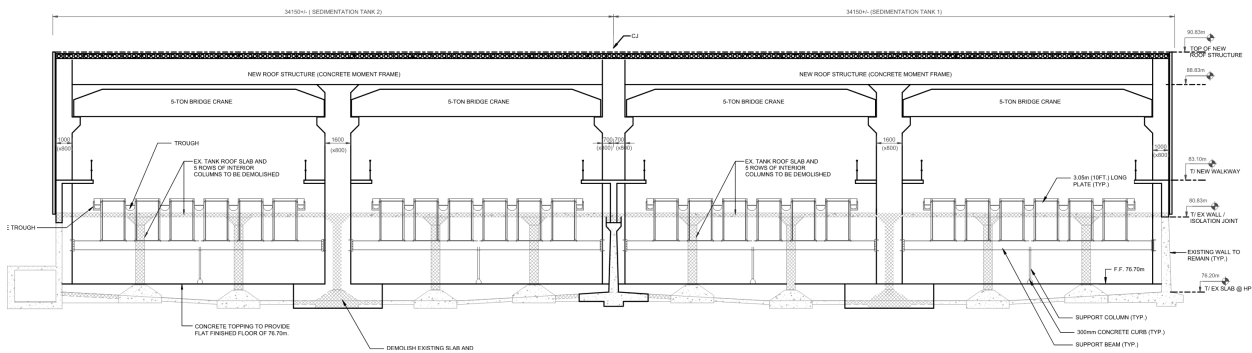 34150+/- ( SEDIMENTATION TANK 2)
34150+/- (SEDIMENTATION TANK 1)
CJ
90.83m
TOP OF NEW
ROOF STRUCTURE
88.83m
NEW ROOF STRUCTURE (CONCRETE MOMENT FRAME)
NEW ROOF STRUCTURE (CONCRETE MOMENT FRAME)
5-TON BRIDGE CRANE
5-TON BRIDGE CRANE
5-TON BRIDGE CRANE
5-TON BRIDGE CRANE
1000
(x800)
1600
(x800)
700
700
(x800)
1600
(x800)
1000
(x800
TROUGH
EX. TANK ROOF SLAB AND
5 ROWS OF INTERIOR
COLUMNS TO BE DEMOLISHED
EX. TANK ROOF SLAB AND
5 ROWS OF INTERIOR
COLUMNS TO BE DEMOLISHED
3.05m (10FT.) LONG
PLATE (TYP.)
83.10m
T/ NEW WALKWAY
80.83m
T/ EX WALL /
ISOLATION JOINT
E TROUGH
EXISTING WALL TO
REMAIN (TYP.)
F.F. 76.70m
76.20m
T/ EX SLAB @ HP
CONCRETE TOPPING TO PROVIDE
FLAT FINISHED FLOOR OF 76.70m.
SUPPORT COLUMN (TYP.)
300mm CONCRETE CURB (TYP.)
SUPPORT BEAM (TYP.)
DEMOLISH EXISTING SLAB AND